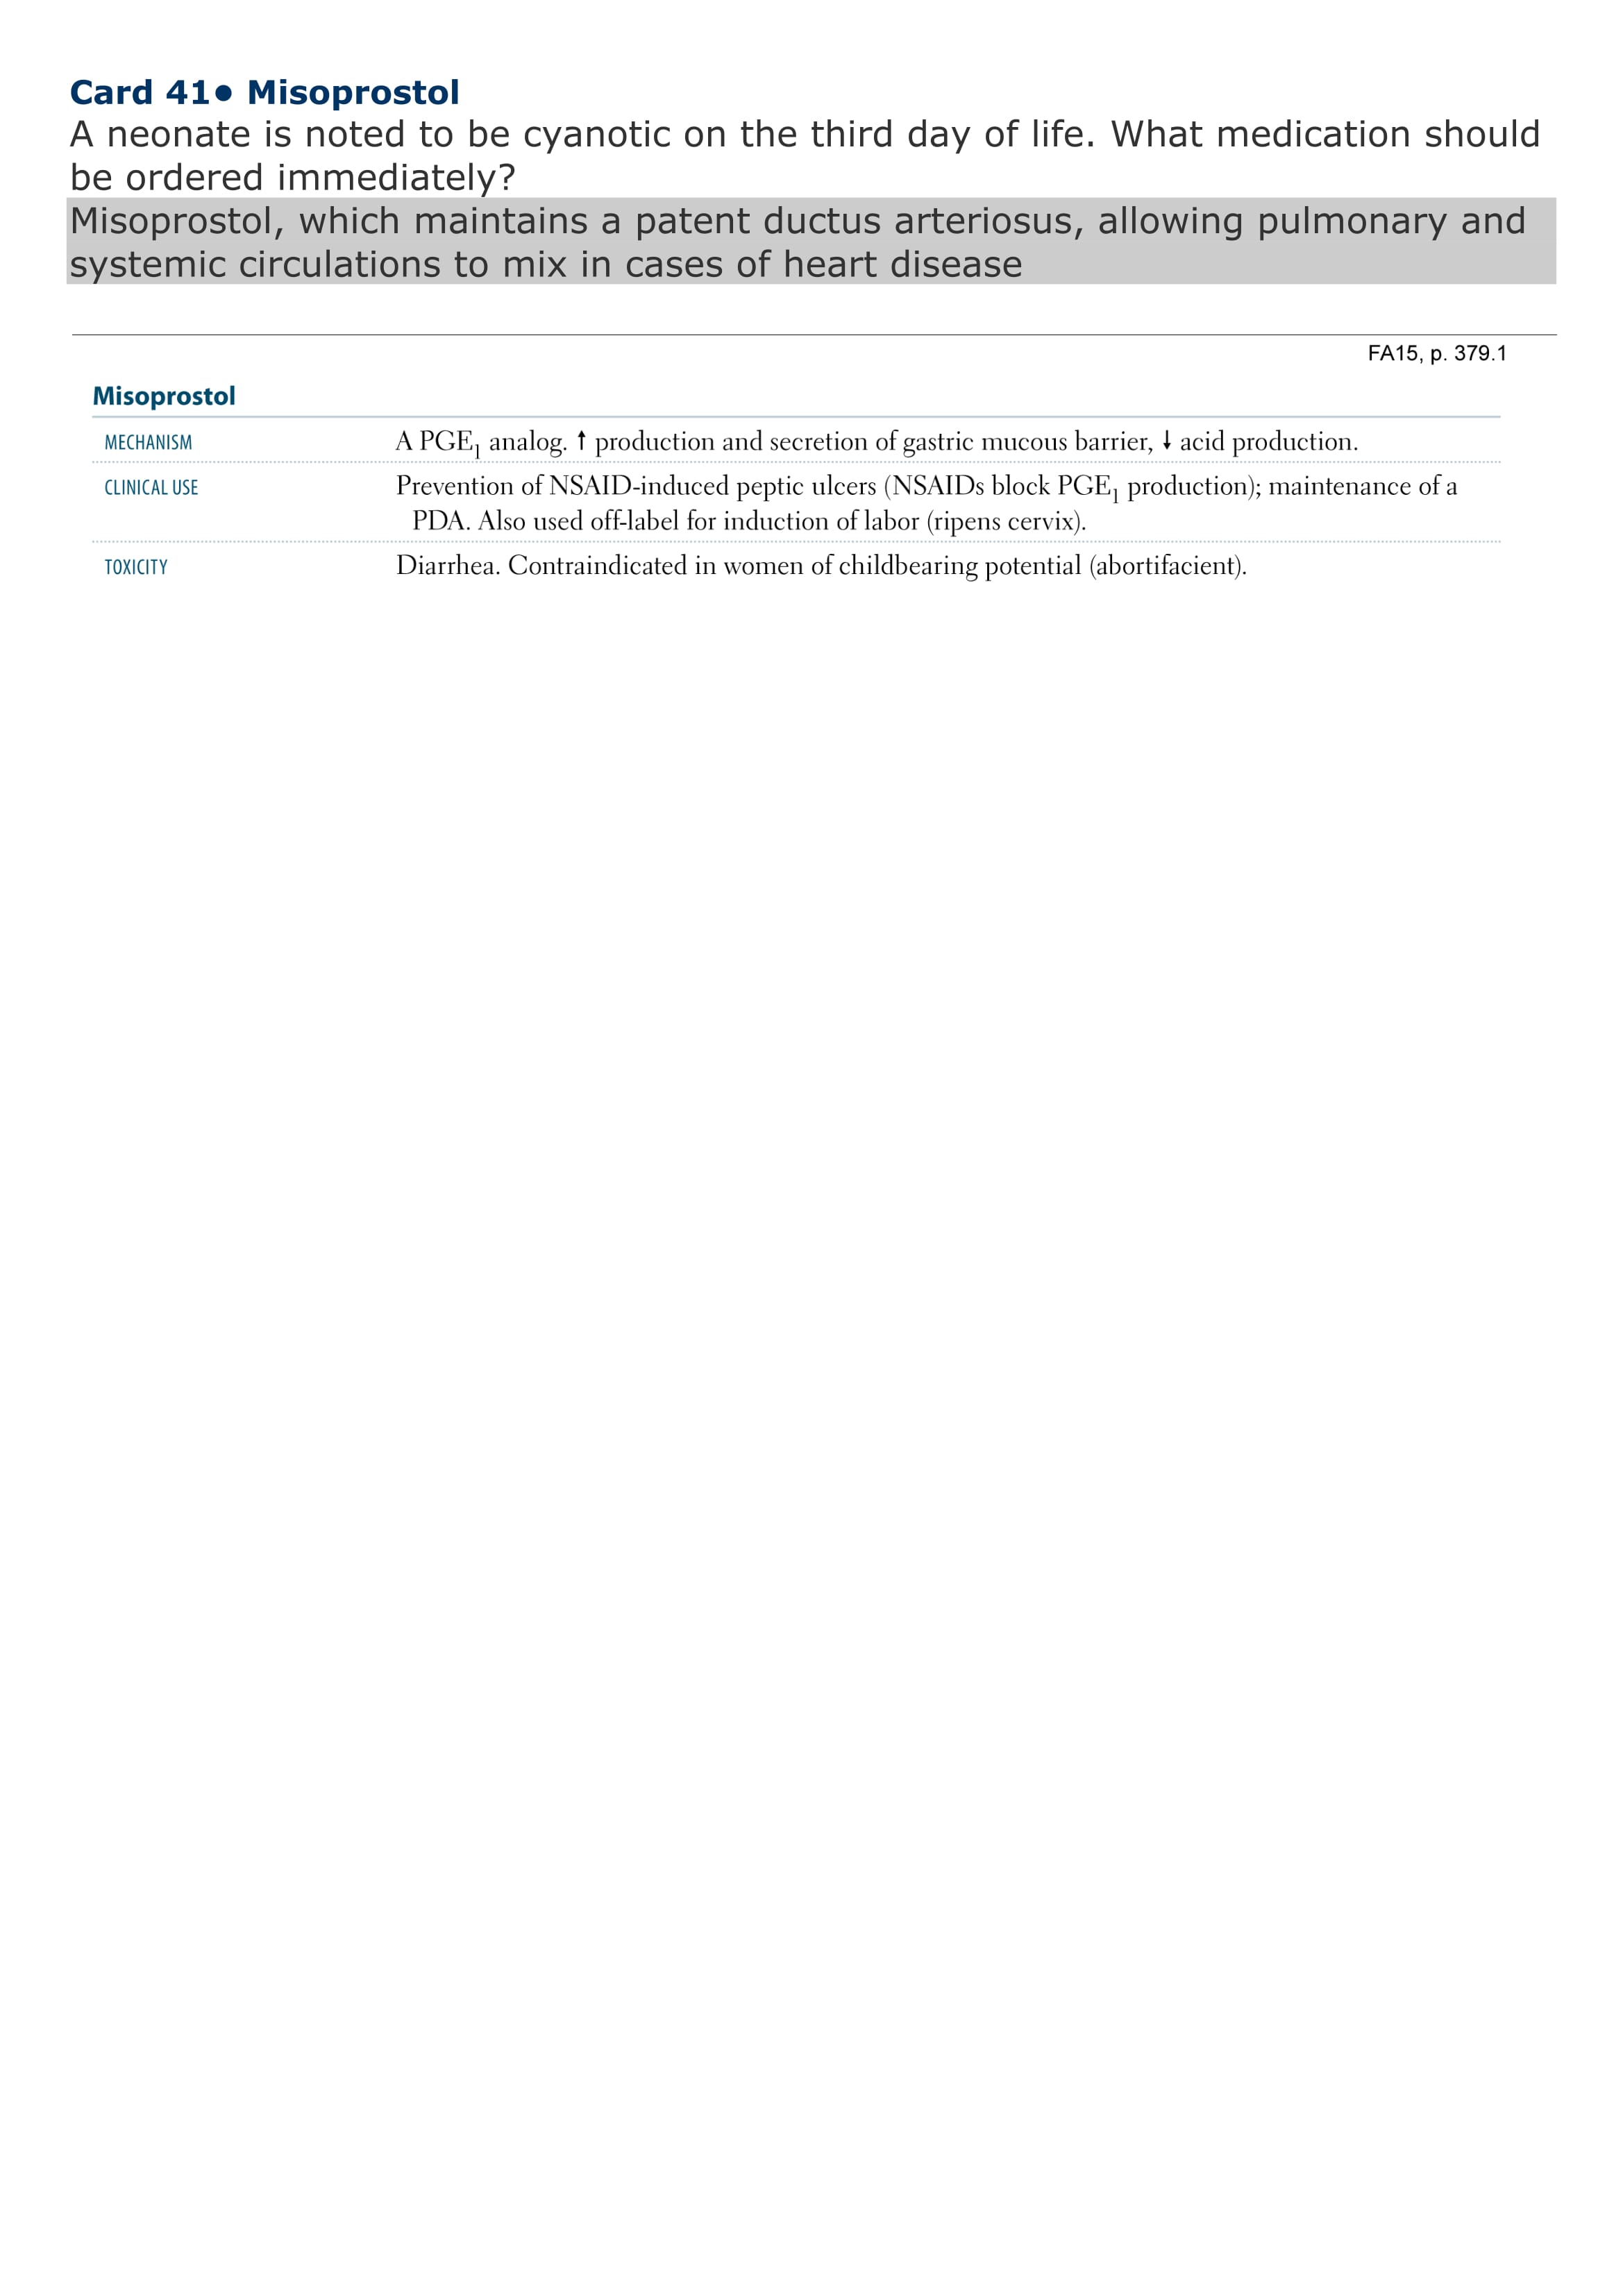 Card 41● Misoprostol
A neonate is noted to be cyanotic on the third day of life. What medication should
be ordered immediately?
Misoprostol, which maintains a patent ductus arteriosus, allowing pulmonary and
systemic circulations to mix in cases of heart disease
FA15, p. 379.1
Misoprostol
MECHANISM A PGE1 analog. ↑ production and secretion of gastric mucous barrier, ↓ acid production.
CLINICAL USE Prevention of NSAID-induced peptic ulcers (NSAIDs block PGE1 production); maintenance of a
PDA. Also used off-label for induction of labor (ripens cervix).
TOXICITY Diarrhea. Contraindicated in women of childbearing potential (abortifacient).